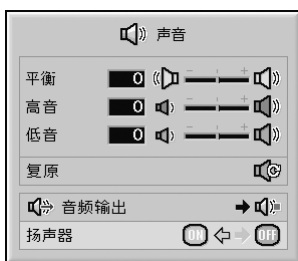 声音
平衡 0 - +
高音 0 - +
低音 0 - +
复原
音频输出
扬声器 ON OFF